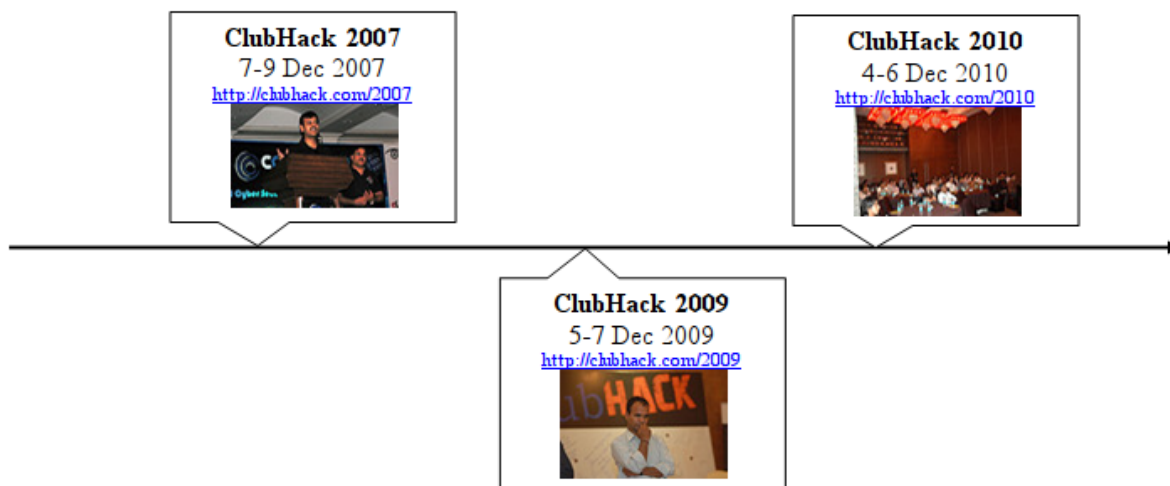 ClubHack 2007
7-9 Dec 2007
http://clubhack.com/2007
ClubHack 2009
5-7 Dec 2009
http://clubhack.com/2009
ubHACK
ClubHack 2010
4-6 Dec 2010
http://clubhack.com/2010